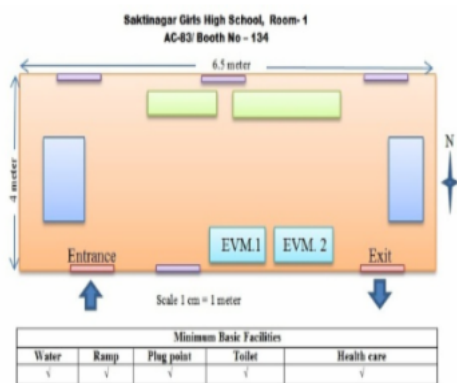 Saktinagar Girls High School, Room- 1
AC-83/ Booth No – 134
6.5 meter
4 meter
N
EVM.1 EVM. 2
Entrance Exit
Scale 1 cm = 1 meter
Minimum Basic Facilities
Water Ramp Plug point Toilet Health care
√ √ √ √ √